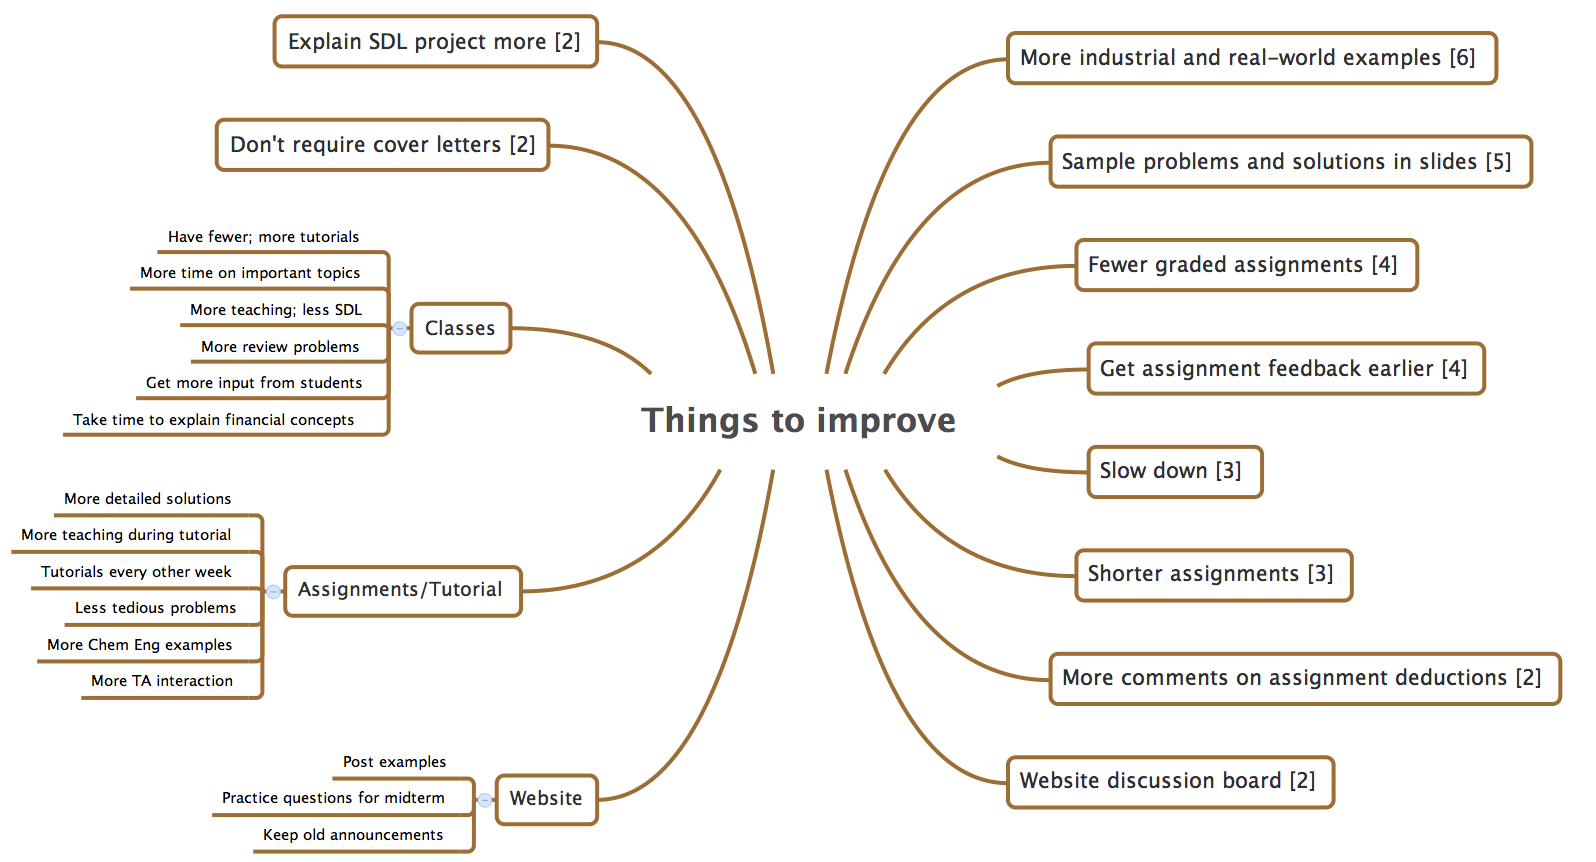 Explain SDL project more [2]
Don't require cover letters [2]
Have fewer; more tutorials
More time on important topics
More teaching; less SDL
More review problems
Get more input from students
Take time to explain financial concepts
Classes
More detailed solutions
More teaching during tutorial
Tutorials every other week
Less tedious problems
More Chem Eng examples
More TA interaction
Assignments/Tutorial
Post examples
Practice questions for midterm
Keep old announcements
Website
Things to improve
More industrial and real-world examples [6]
Sample problems and solutions in slides [5]
Fewer graded assignments [4]
Get assignment feedback earlier [4]
Slow down [3]
Shorter assignments [3]
More comments on assignment deductions [2]
Website discussion board [2]